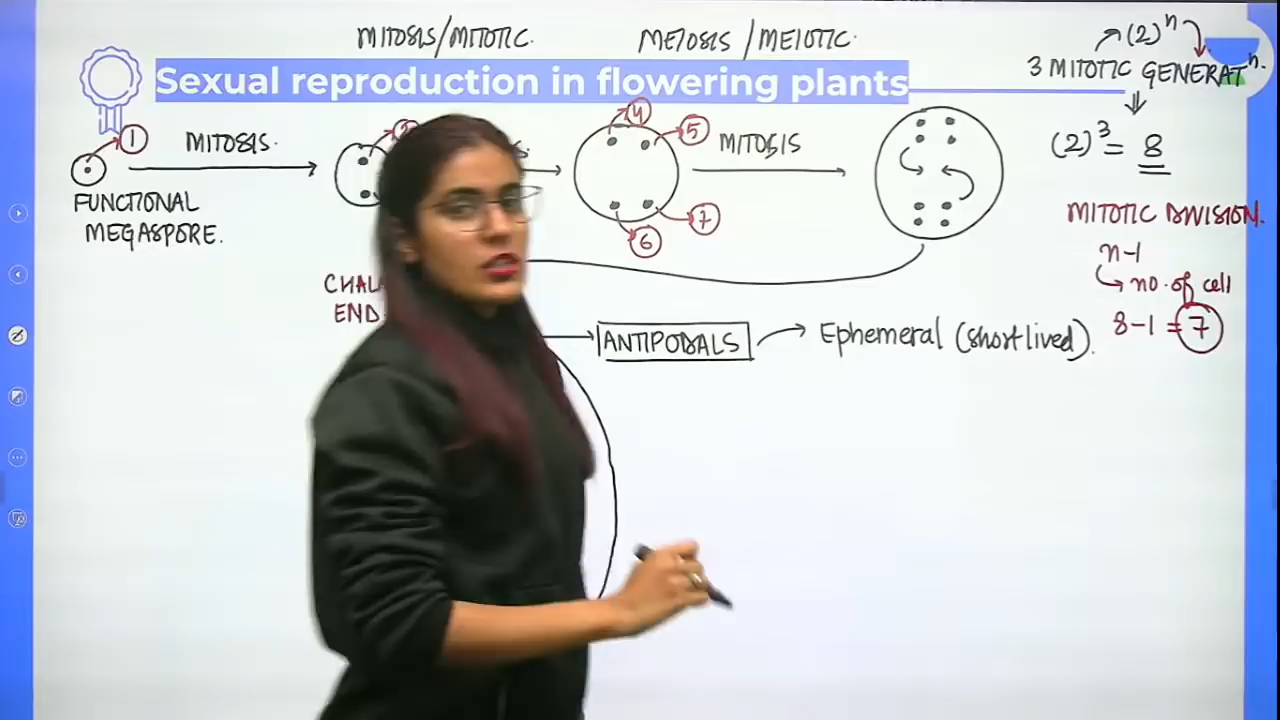 MITOSIS/MITOTIC.
MEIOSIS / MEIOTIC.
(2)ⁿ
Sexual reproduction in flowering plants
3 MITOTIC GENERATⁿ.
1
MITOSIS.
4
5
MITOSIS
(2)³ = 8
FUNCTIONAL
MEGASPORE.
7
6
MITOTIC DIVISION.
n-1
no. of cell
END
8-1 = 7
ANTIPODALS
Ephemeral (short lived).